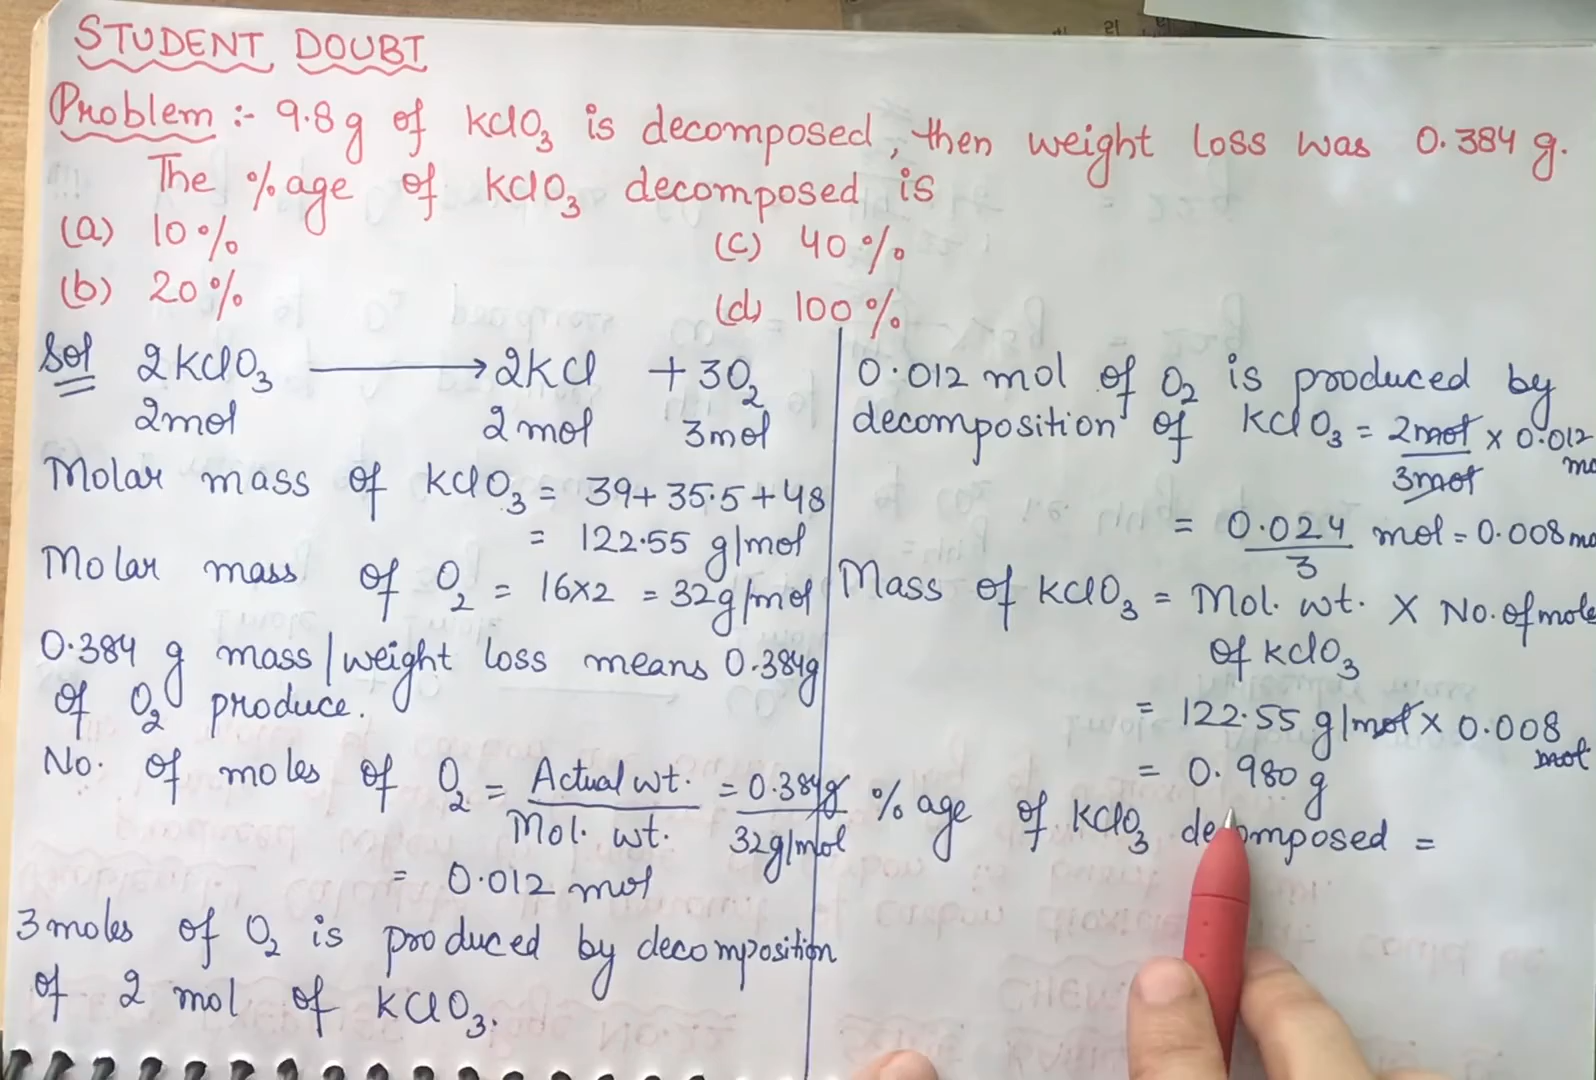 STUDENT DOUBT
Problem :- 9.8 g of KClO3 is decomposed, then weight loss was 0.384 g.
The %age of KClO3 decomposed is
(a) 10%
(c) 40%
(b) 20%
(d) 100%
Sol 2KClO3 → 2KCl + 3O2
2mol 2mol 3mol
Molar mass of KClO3 = 39+35.5+48
= 122.55 g/mol
Molar mass of O2 = 16x2 = 32g/mol
0.384 g mass/weight loss means 0.384g
of O2 produce.
No. of moles of O2 = Actual wt. / Mol. wt. = 0.384g / 32g/mol
= 0.012 mol
3 moles of O2 is produced by decomposition
of 2 mol of KClO3.
0.012 mol of O2 is produced by
decomposition of KClO3 = 2mol / 3mol x 0.012
mo
= 0.024 / 3 mol = 0.008 mo
Mass of KClO3 = Mol. wt. X No. of mole
of KClO3
= 122.55 g/mol x 0.008
mol
= 0.980 g
%age of KClO3 decomposed =